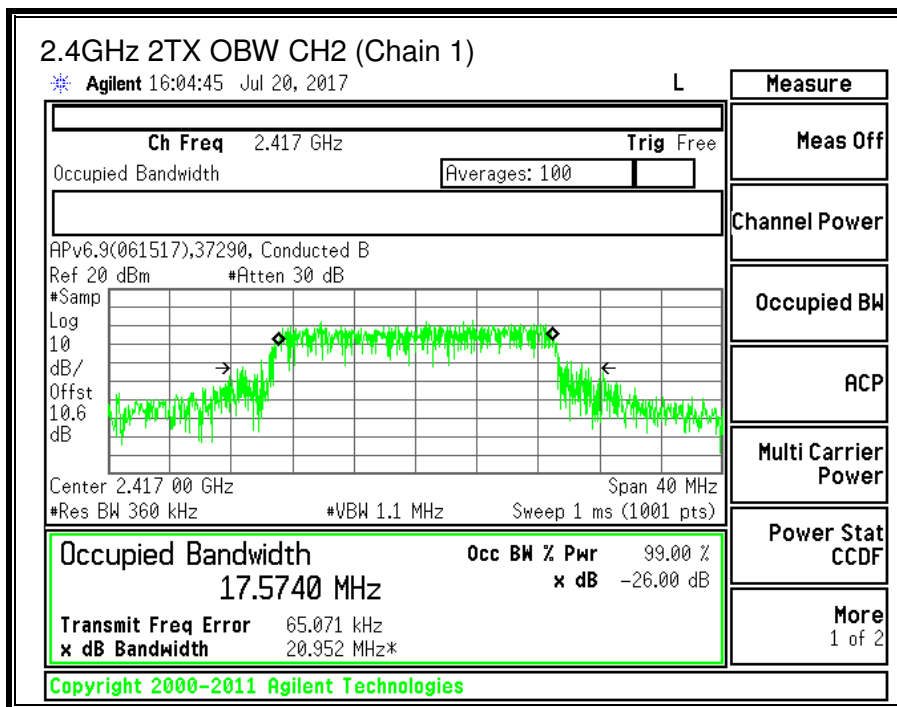 2.4GHz 2TX OBW CH2 (Chain 1)
Agilent 16:04:45 Jul 20, 2017 L
Measure
Ch Freq 2.417 GHz Trig Free
Occupied Bandwidth Averages: 100
APv6.9(061517),37290, Conducted B
Ref 20 dBm #Atten 30 dB
#Samp
Log
10
dB/
Offst
10.6
dB
Center 2.417 00 GHz Span 40 MHz
#Res BW 360 kHz #VBW 1.1 MHz Sweep 1 ms (1001 pts)
Occupied Bandwidth Occ BW % Pwr 99.00 %
17.5740 MHz x dB -26.00 dB
Transmit Freq Error 65.071 kHz
x dB Bandwidth 20.952 MHz*
Meas Off
Channel Power
Occupied BW
ACP
Multi Carrier
Power
Power Stat
CCDF
More
1 of 2
Copyright 2000-2011 Agilent Technologies